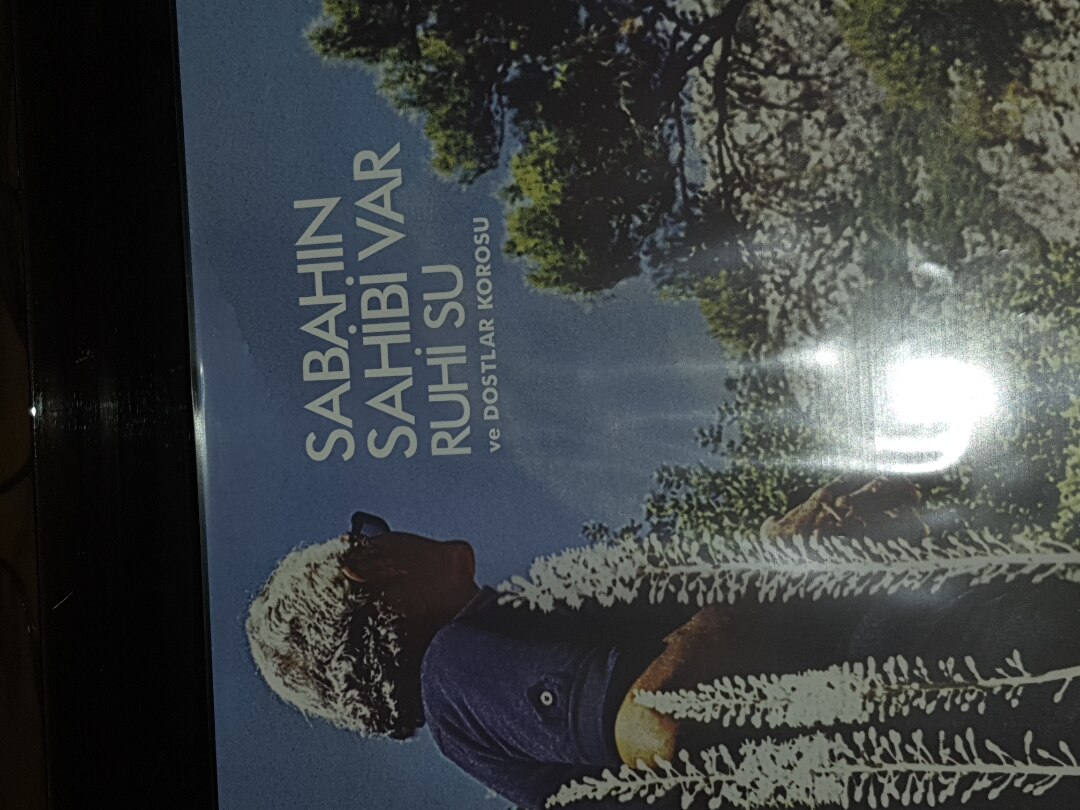 SABAHIN
SAHİBİ VAR
RUHİ SU
ve DOSTLAR KOROSU